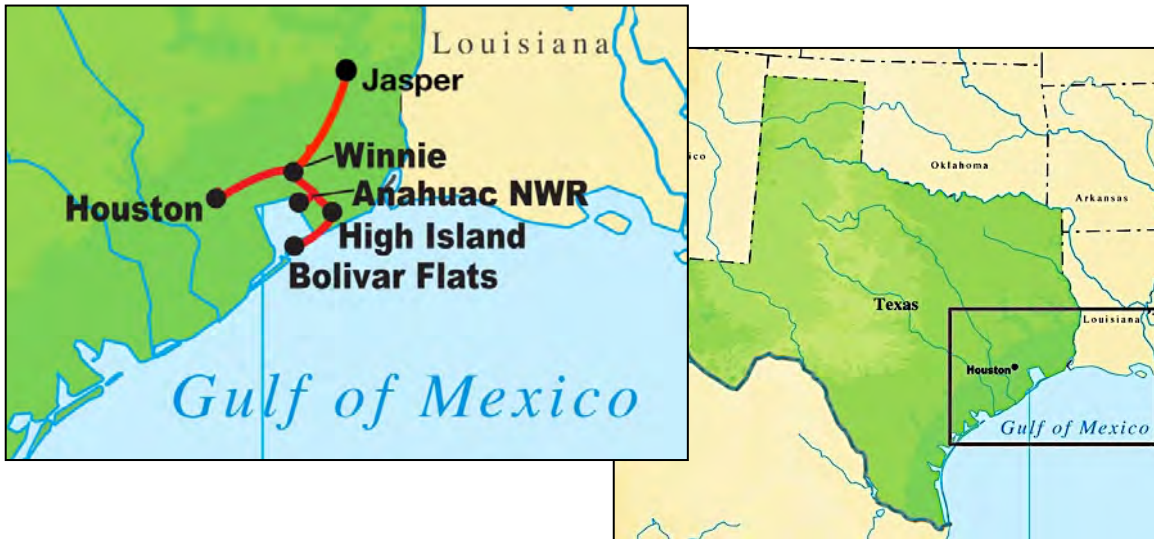 Louisiana
Jasper
Winnie
Anahuac NWR
Houston
High Island
Bolivar Flats
Gulf of Mexico
ico
Oklahoma
Arkansas
Texas
Louisiana
Houston
Gulf of Mexico